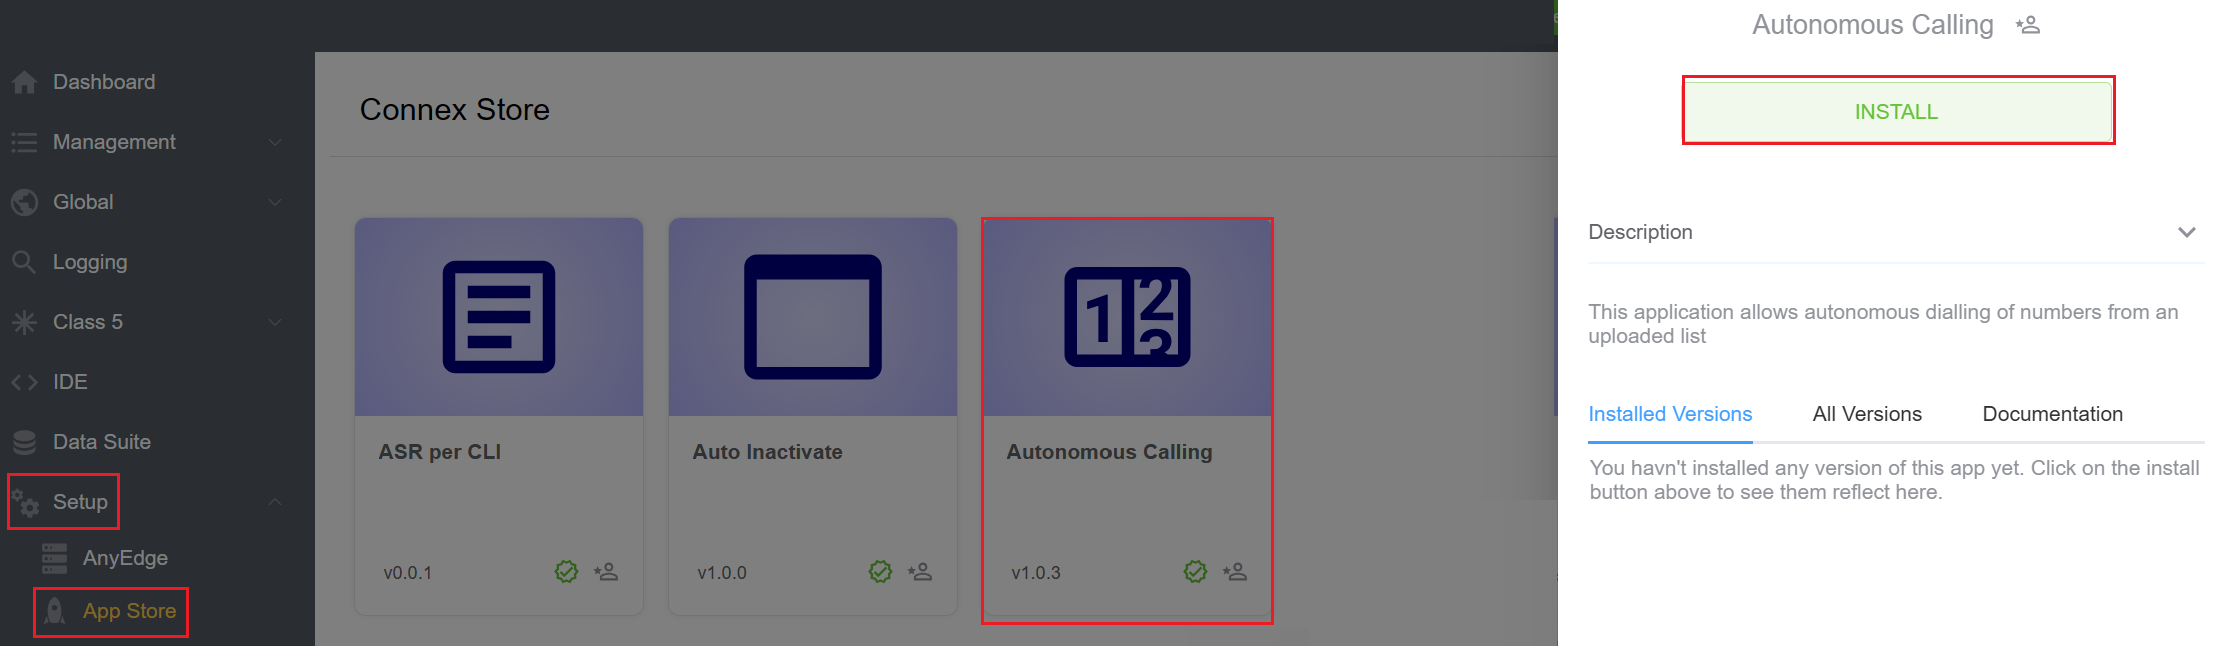 Dashboard
Management
Global
Logging
Class 5
IDE
Data Suite
Setup
AnyEdge
App Store
Connex Store
ASR per CLI
v0.0.1
Auto Inactivate
v1.0.0
1 2 3
Autonomous Calling
v1.0.3
Autonomous Calling
INSTALL
Description
This application allows autonomous dialling of numbers from an
uploaded list
Installed Versions All Versions Documentation
You havn't installed any version of this app yet. Click on the install
button above to see them reflect here.